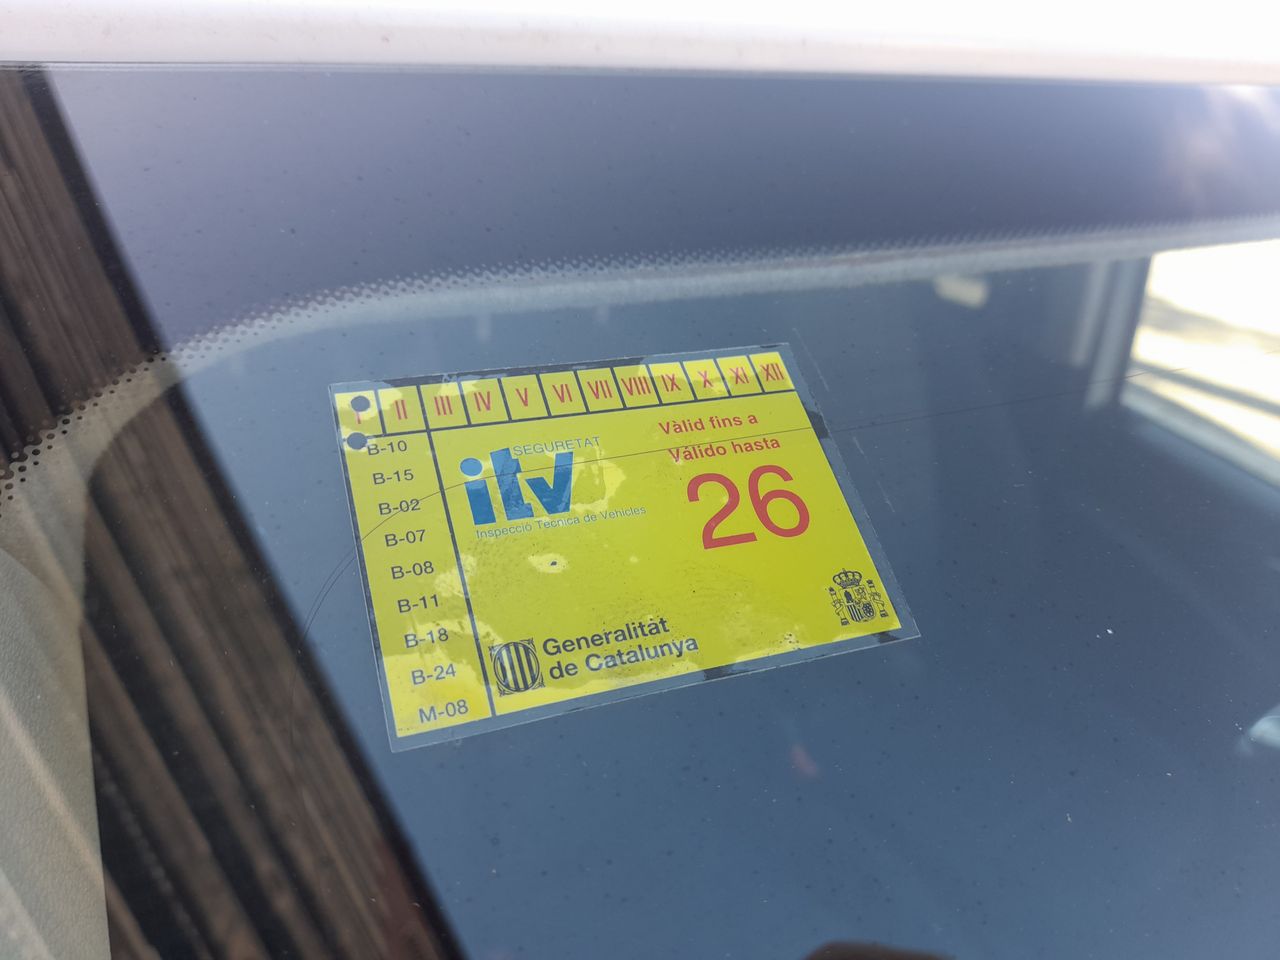 I II III IV V VI VII VIII IX X XI XII
B-10
B-15
B-02
B-07
B-08
B-11
B-18
B-24
M-08
SEGURETAT
itv
Inspecció Tècnica de Vehicles
Vàlid fins a
Válido hasta
26
Generalitat
de Catalunya